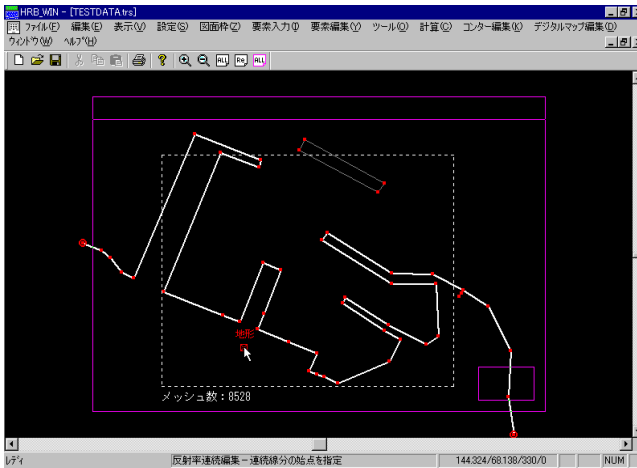 HRB_WIN - [TESTDATA.trs]
ファイル(F) 編集(E) 表示(V) 設定(S) 図面枠(Z) 要素入力(I) 要素編集(Y) ツール(Q) 計算(C) コンター編集(K) デジタルマップ編集(D)
ウィンドウ(W) ヘルプ(H)
ALL Re ALL
地形
メッシュ数:8528
レディ 反射率連続編集-連続線分の始点を指定 144.324/68.138/330/0 NUM